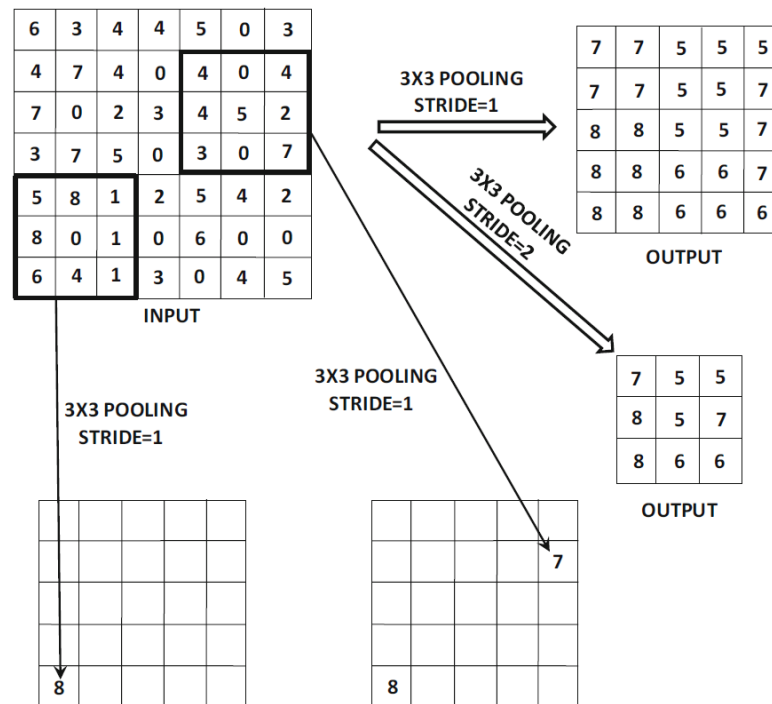 6 3 4 4 5 0 3
4 7 4 0 4 0 4
7 0 2 3 4 5 2
3 7 5 0 3 0 7
5 8 1 2 5 4 2
8 0 1 0 6 0 0
6 4 1 3 0 4 5
INPUT
3X3 POOLING
STRIDE=1
7 7 5 5 5
7 7 5 5 7
8 8 5 5 7
8 8 6 6 7
8 8 6 6 6
OUTPUT
3X3 POOLING
STRIDE=2
7 5 5
8 5 7
8 6 6
OUTPUT
3X3 POOLING
STRIDE=1
3X3 POOLING
STRIDE=1
8
7
8